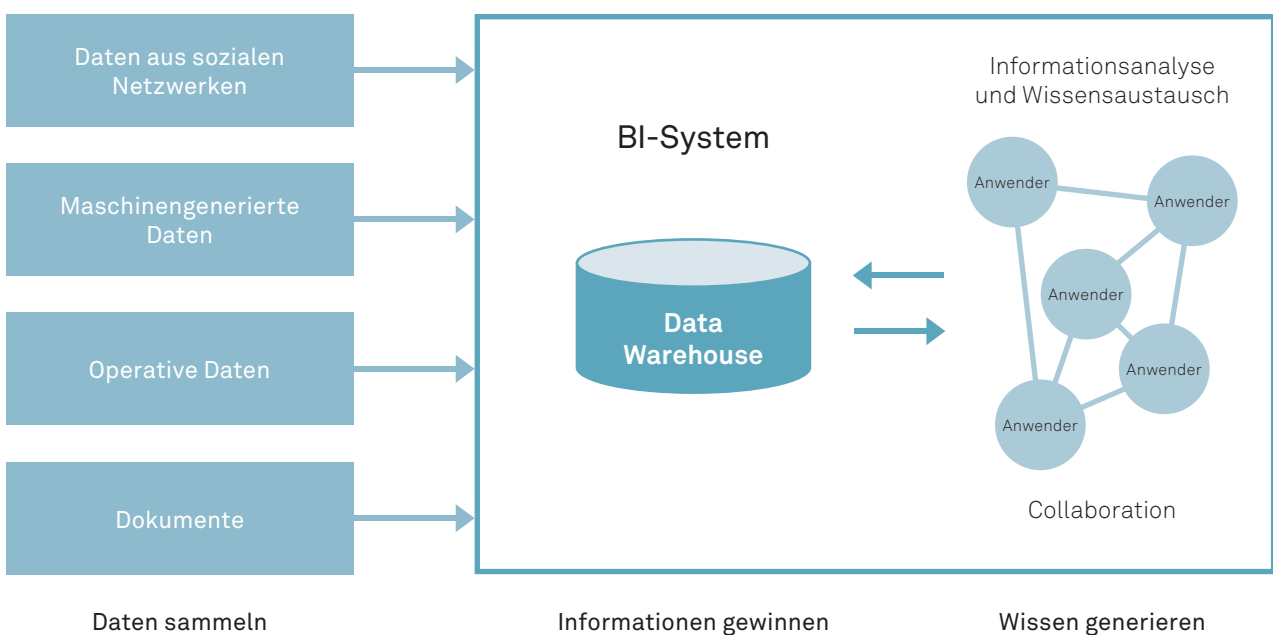 Daten aus sozialen
Netzwerken
Maschinengenerierte
Daten
Operative Daten
Dokumente
BI-System
Data
Warehouse
Informationsanalyse
und Wissensaustausch
Anwender
Anwender
Anwender
Anwender
Anwender
Collaboration
Daten sammeln
Informationen gewinnen
Wissen generieren